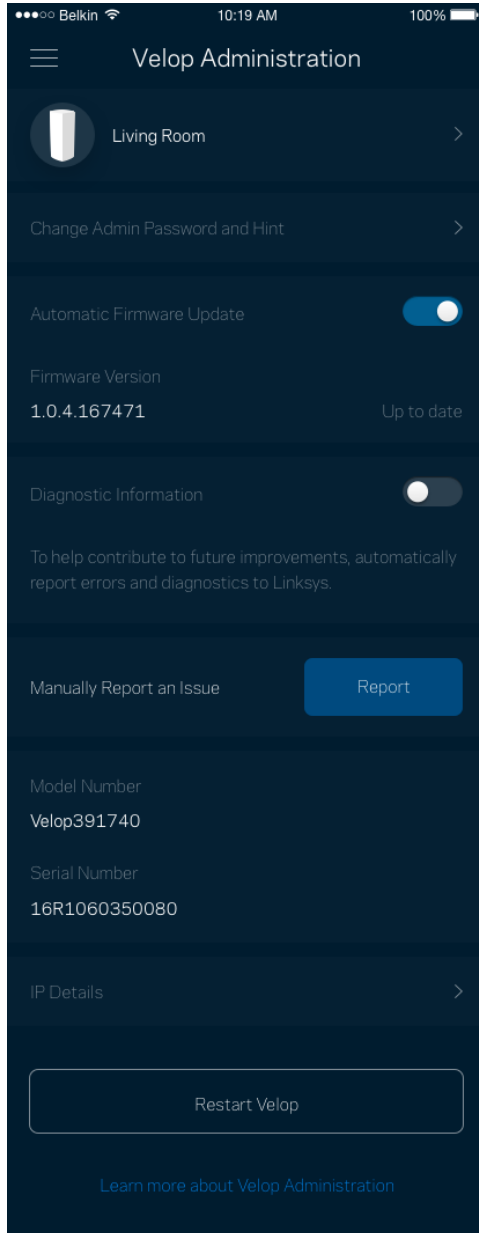 Belkin 10:19 AM 100%
Velop Administration
Living Room
Change Admin Password and Hint
Automatic Firmware Update
Firmware Version
1.0.4.167471 Up to date
Diagnostic Information
To help contribute to future improvements, automatically
report errors and diagnostics to Linksys.
Manually Report an Issue Report
Model Number
Velop391740
Serial Number
16R1060350080
IP Details
Restart Velop
Learn more about Velop Administration